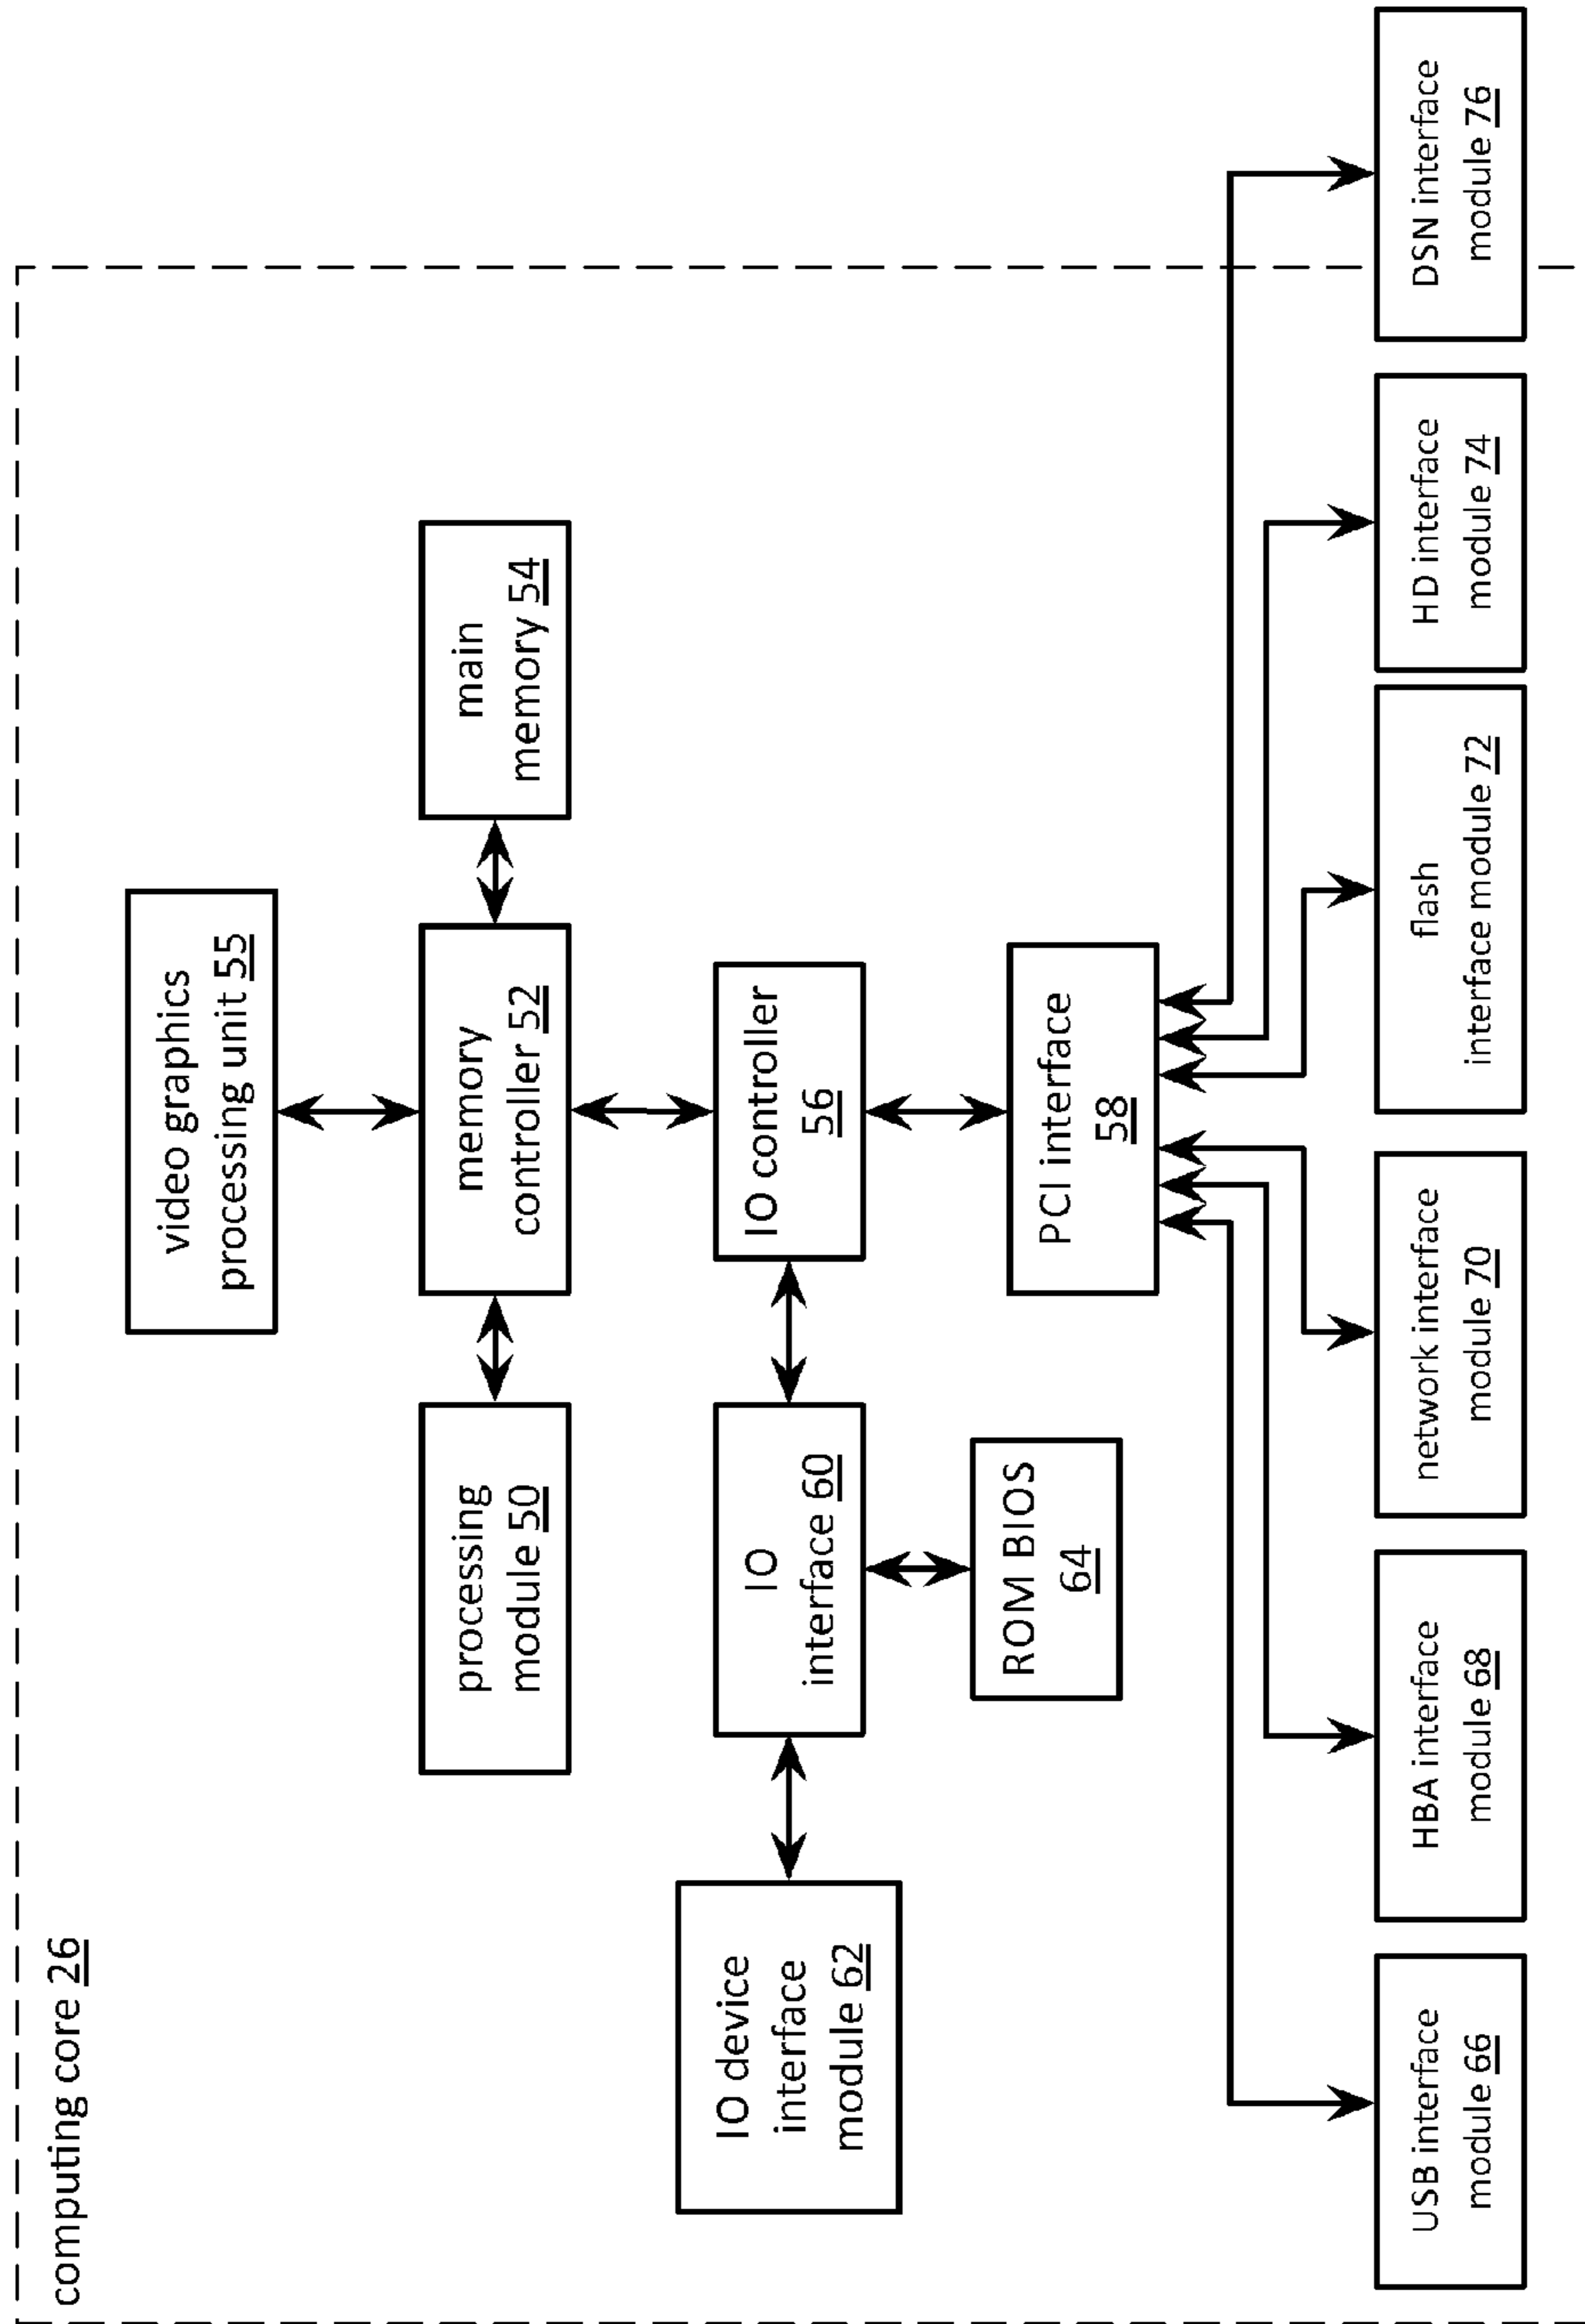 computing core 26
video graphics
processing unit 55
processing
module 50
memory
controller 52
main
memory 54
IO device
interface
module 62
IO
interface 60
IO controller
56
ROM BIOS
64
PCI interface
58
USB interface
module 66
HBA interface
module 68
network interface
module 70
flash
interface module 72
HD interface
module 74
DSN interface
module 76